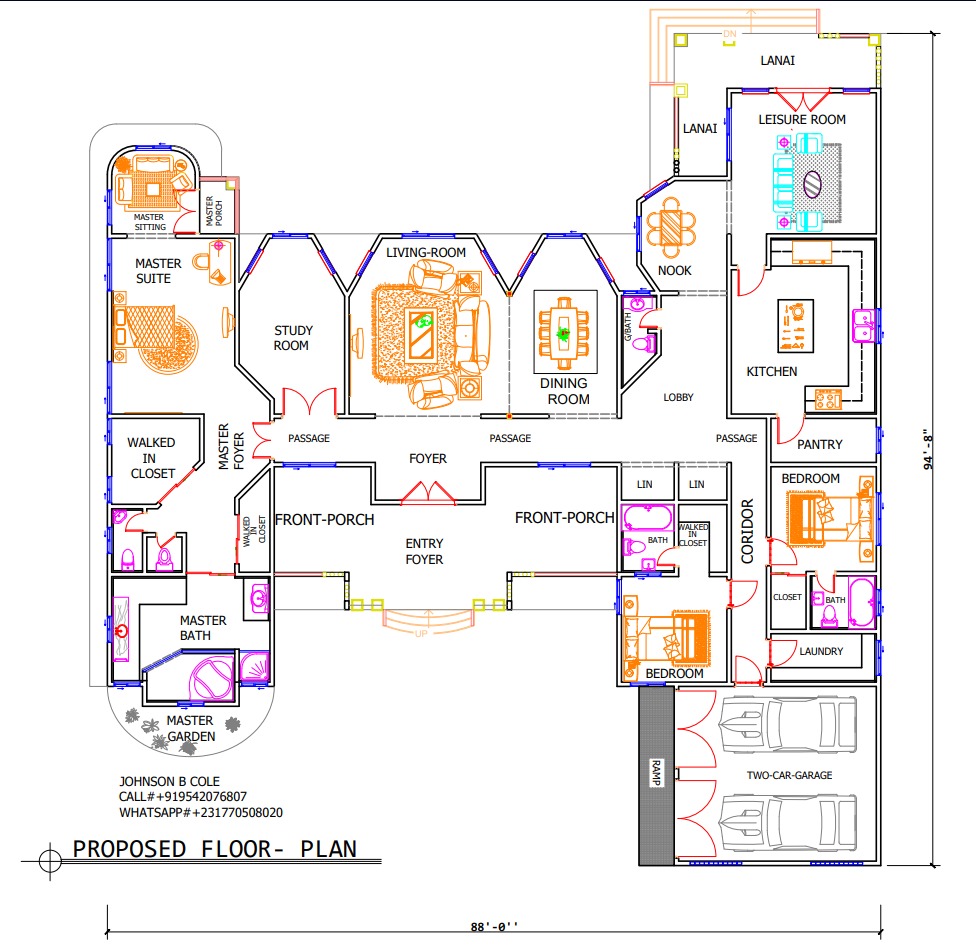 DN
LANAI
LEISURE ROOM
LANAI
MASTER
SITTING
MASTER
PORCH
LIVING-ROOM
MASTER
SUITE
NOOK
STUDY
ROOM
G/BATH
DINING
ROOM
KITCHEN
LOBBY
PASSAGE
PASSAGE
PASSAGE
PANTRY
WALKED
IN
CLOSET
MASTER
FOYER
FOYER
94'-8"
LIN
LIN
BEDROOM
FRONT-PORCH
FRONT-PORCH
WALKED
IN
CLOSET
ENTRY
FOYER
BATH
WALKED
IN
CLOSET
CORIDOR
CLOSET
BATH
MASTER
BATH
UP
LAUNDRY
BEDROOM
MASTER
GARDEN
RAMP
TWO-CAR-GARAGE
JOHNSON B COLE
CALL#+919542076807
WHATSAPP#+231770508020
PROPOSED FLOOR- PLAN
88'-0''